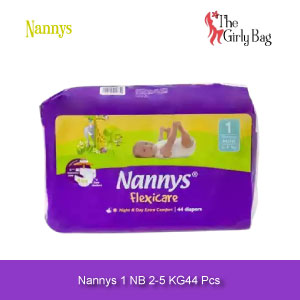 Nannys
The
Girly Bag
1
Nannys®
flexicare
Night & Day Extra Comfort
44 diapers
Nannys 1 NB 2-5 KG44 Pcs